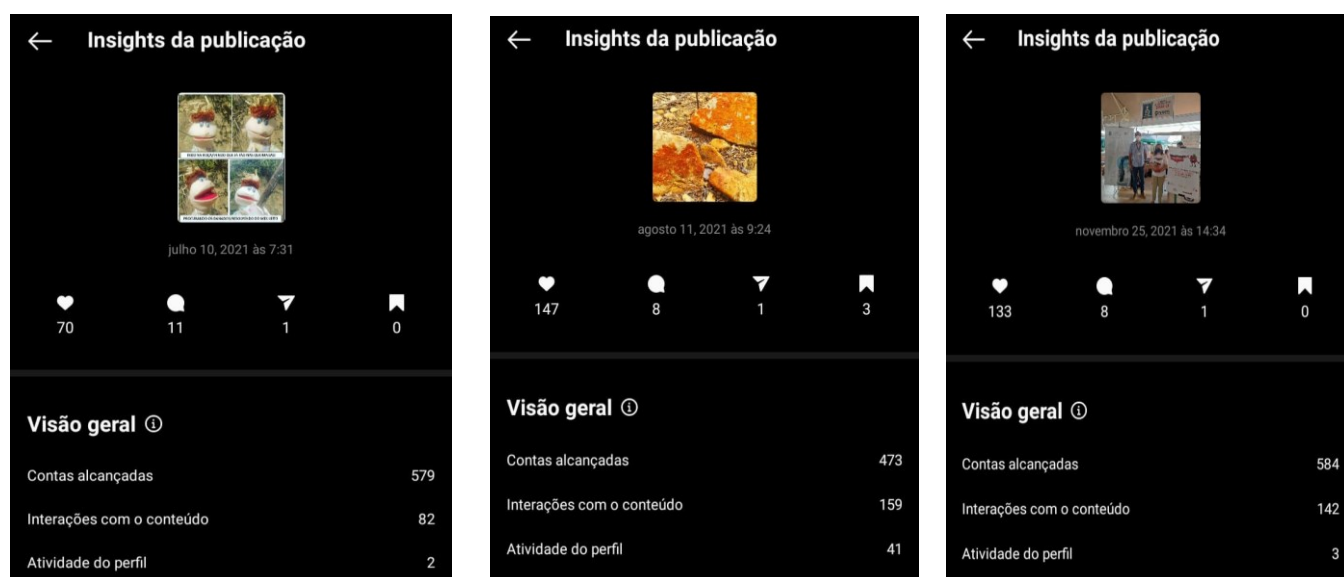 Insights da publicação
julho 10, 2021 às 7:31
70 11 1 0
Visão geral
Contas alcançadas 579
Interações com o conteúdo 82
Atividade do perfil 2
Insights da publicação
agosto 11, 2021 às 9:24
147 8 1 3
Visão geral
Contas alcançadas 473
Interações com o conteúdo 159
Atividade do perfil 41
Insights da publicação
novembro 25, 2021 às 14:34
133 8 1 0
Visão geral
Contas alcançadas 584
Interações com o conteúdo 142
Atividade do perfil 3